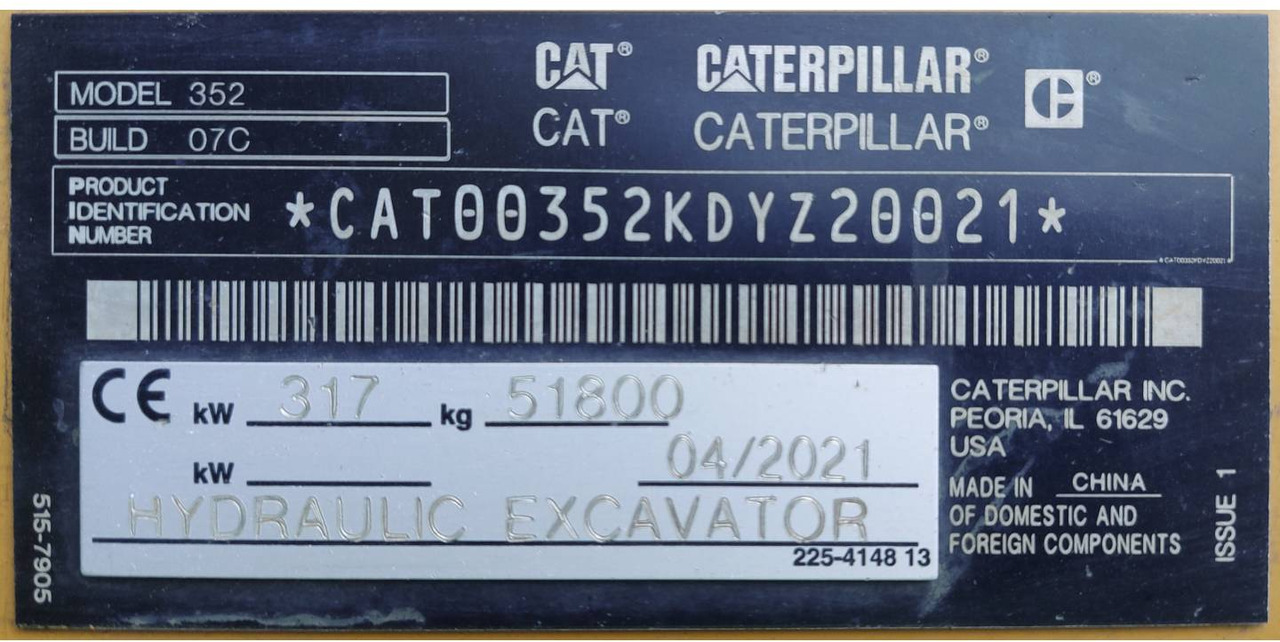 CAT® CATERPILLAR®
MODEL 352
CAT® CATERPILLAR®
BUILD 07C
PRODUCT
IDENTIFICATION
NUMBER
*CAT00352KDYZ20021*
*CAT00352KDYZ20021
CE kW 317 kg 51800
kW 04/2021
HYDRAULIC EXCAVATOR
225-4148 13
CATERPILLAR INC.
PEORIA, IL 61629
USA
MADE IN CHINA
OF DOMESTIC AND
FOREIGN COMPONENTS
ISSUE 1
515-7905